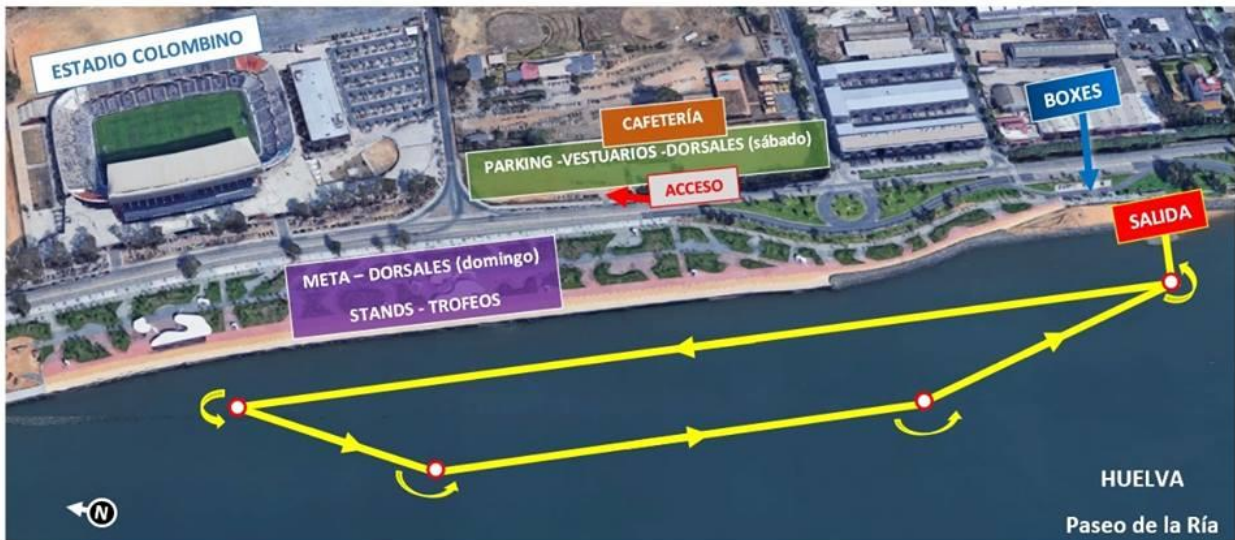 ESTADIO COLOMBINO
CAFETERÍA
PARKING -VESTUARIOS -DORSALES (sábado)
ACCESO
BOXES
SALIDA
META – DORSALES (domingo)
STANDS - TROFEOS
N
HUELVA
Paseo de la Ría